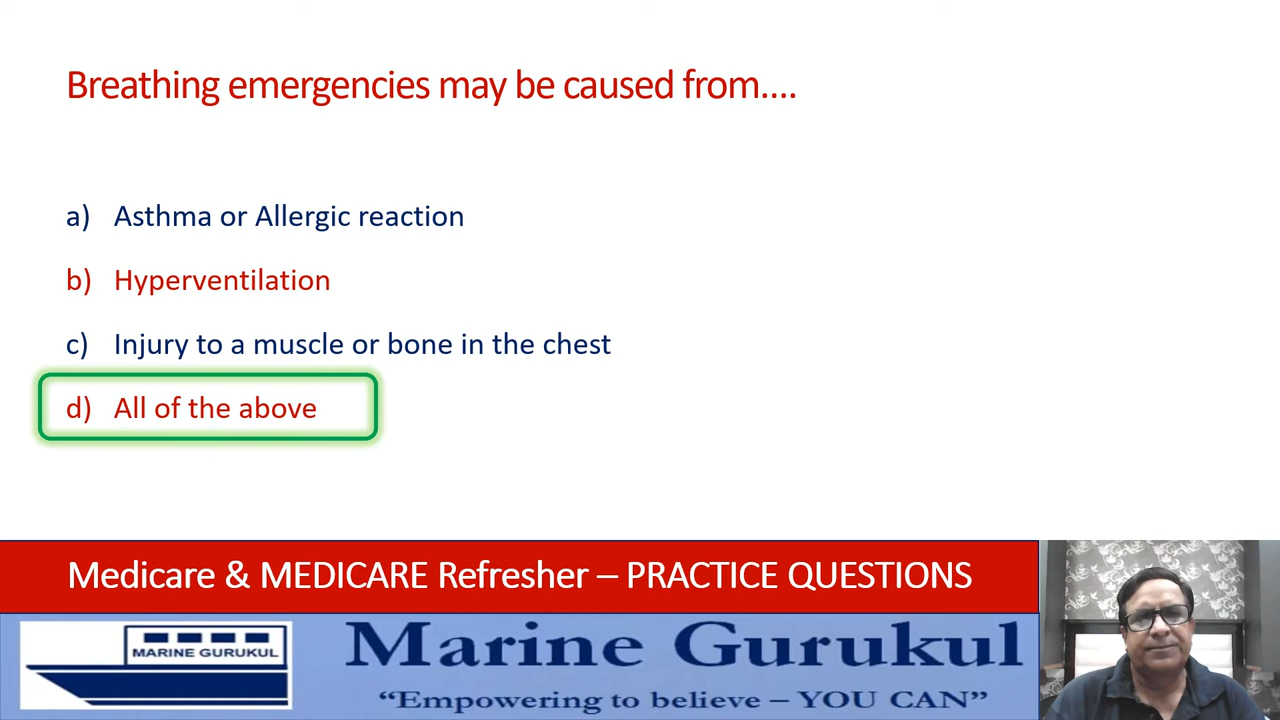 Breathing emergencies may be caused from....
a) Asthma or Allergic reaction
b) Hyperventilation
c) Injury to a muscle or bone in the chest
d) All of the above
Medicare & MEDICARE Refresher – PRACTICE QUESTIONS
MARINE GURUKUL
Marine Gurukul
“Empowering to believe – YOU CAN”